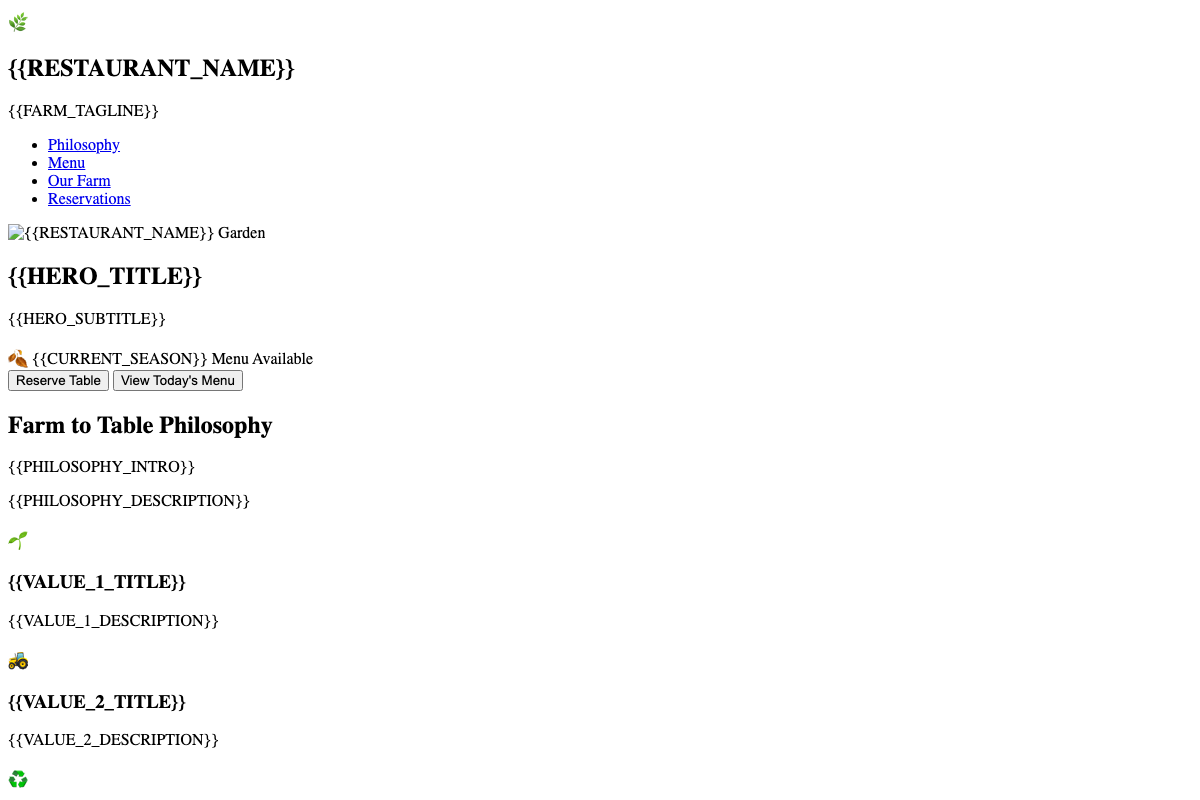 {{RESTAURANT_NAME}}
{{FARM_TAGLINE}}
Philosophy
Menu
Our Farm
Reservations
{{RESTAURANT_NAME}} Garden
{{HERO_TITLE}}
{{HERO_SUBTITLE}}
{{CURRENT_SEASON}} Menu Available
Reserve Table View Today's Menu
Farm to Table Philosophy
{{PHILOSOPHY_INTRO}}
{{PHILOSOPHY_DESCRIPTION}}
{{VALUE_1_TITLE}}
{{VALUE_1_DESCRIPTION}}
{{VALUE_2_TITLE}}
{{VALUE_2_DESCRIPTION}}